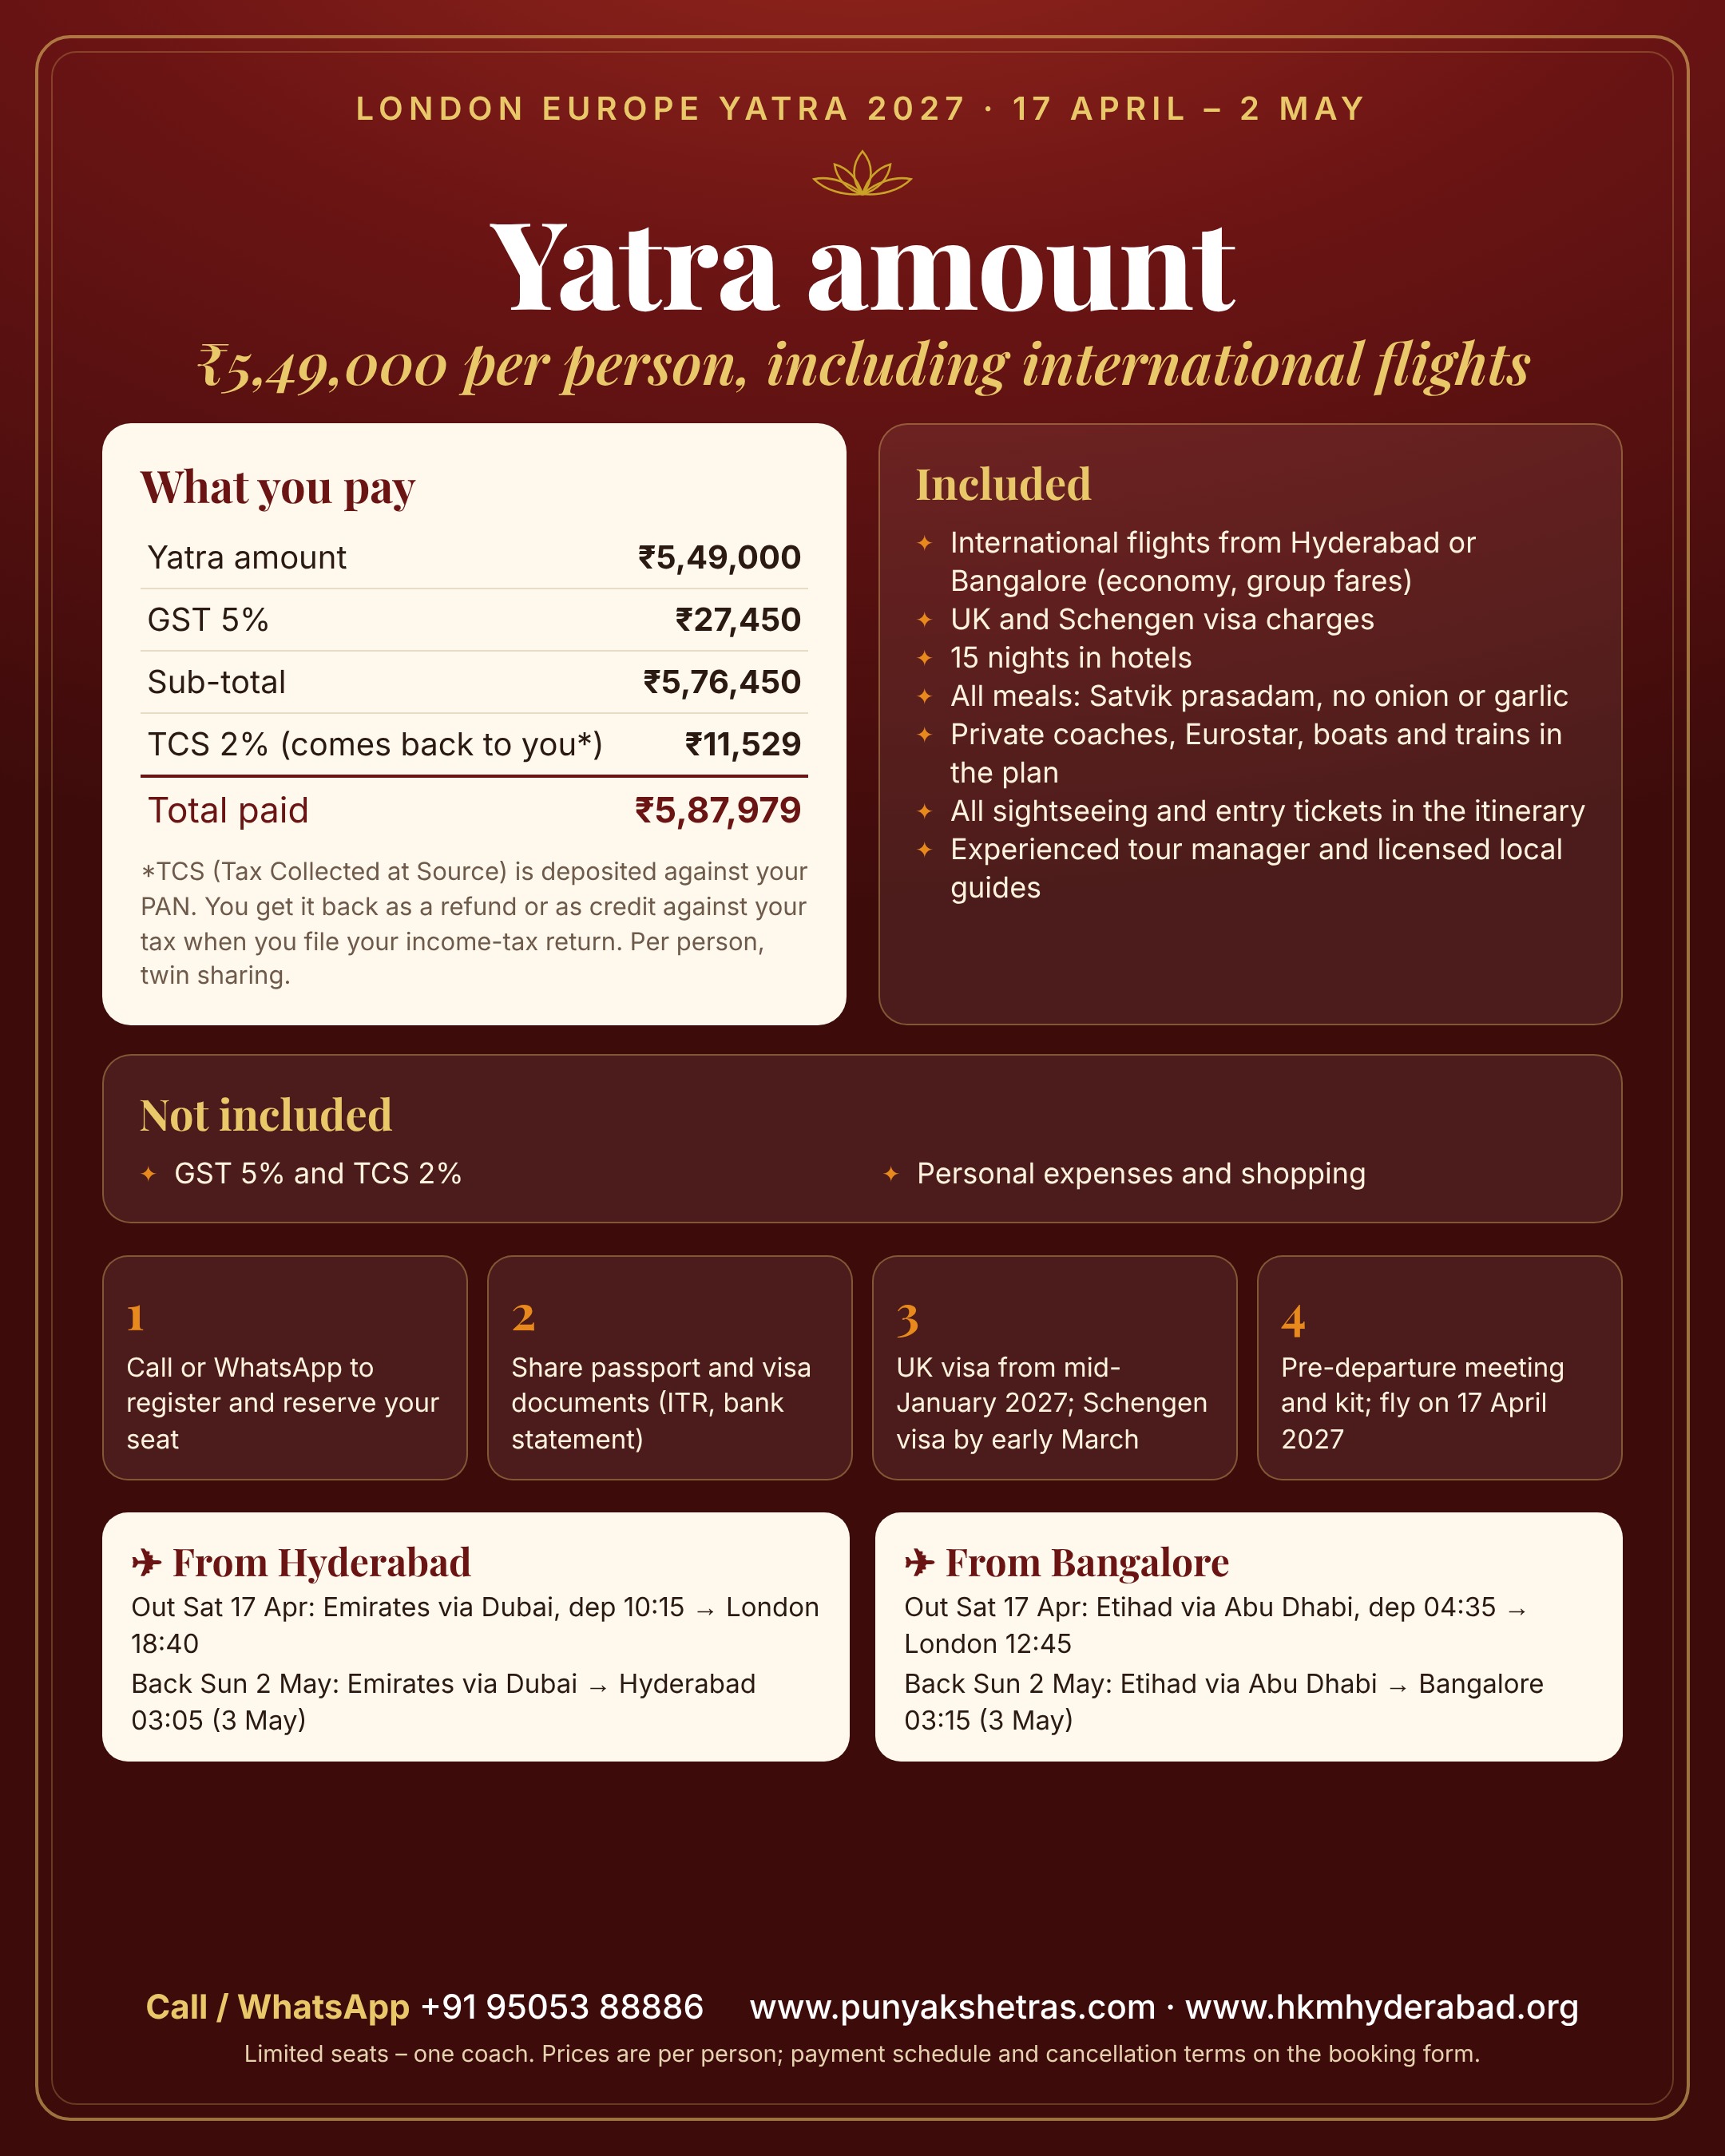 LONDON EUROPE YATRA 2027 · 17 APRIL – 2 MAY
Yatra amount
₹5,49,000 per person, including international flights
What you pay
Yatra amount ₹5,49,000
GST 5% ₹27,450
Sub-total ₹5,76,450
TCS 2% (comes back to you*) ₹11,529
Total paid ₹5,87,979
*TCS (Tax Collected at Source) is deposited against your
PAN. You get it back as a refund or as credit against your
tax when you file your income-tax return. Per person,
twin sharing.
Included
✦ International flights from Hyderabad or
Bangalore (economy, group fares)
✦ UK and Schengen visa charges
✦ 15 nights in hotels
✦ All meals: Satvik prasadam, no onion or garlic
✦ Private coaches, Eurostar, boats and trains in
the plan
✦ All sightseeing and entry tickets in the itinerary
✦ Experienced tour manager and licensed local
guides
Not included
✦ GST 5% and TCS 2%
✦ Personal expenses and shopping
1
Call or WhatsApp to
register and reserve your
seat
2
Share passport and visa
documents (ITR, bank
statement)
3
UK visa from mid-
January 2027; Schengen
visa by early March
4
Pre-departure meeting
and kit; fly on 17 April
2027
✈ From Hyderabad
Out Sat 17 Apr: Emirates via Dubai, dep 10:15 → London
18:40
Back Sun 2 May: Emirates via Dubai → Hyderabad
03:05 (3 May)
✈ From Bangalore
Out Sat 17 Apr: Etihad via Abu Dhabi, dep 04:35 →
London 12:45
Back Sun 2 May: Etihad via Abu Dhabi → Bangalore
03:15 (3 May)
Call / WhatsApp +91 95053 88886 www.punyakshetras.com · www.hkmhyderabad.org
Limited seats – one coach. Prices are per person; payment schedule and cancellation terms on the booking form.